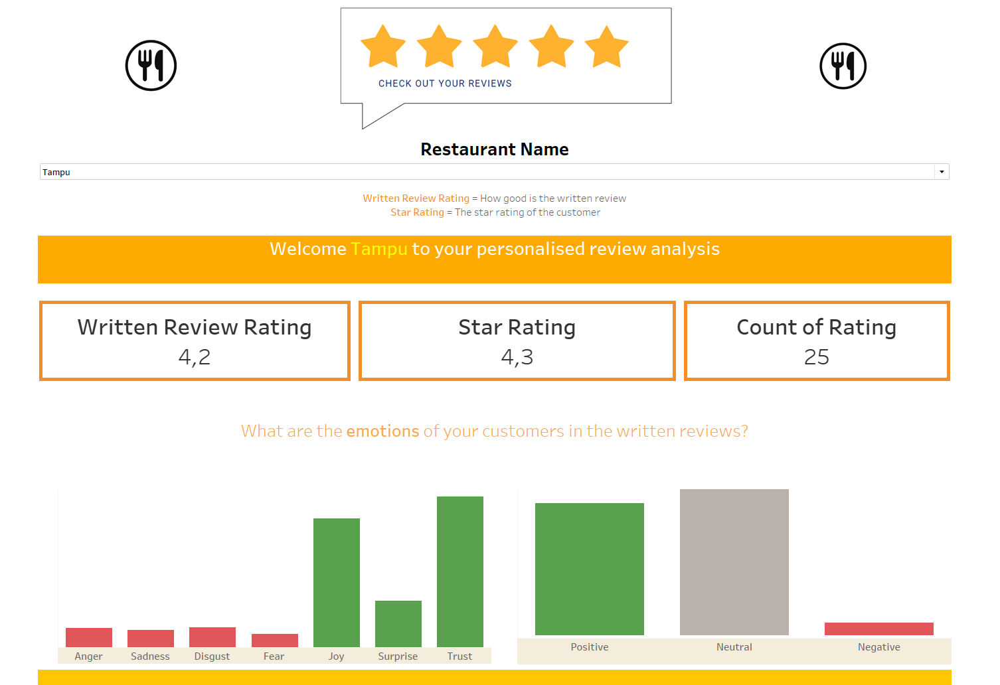 CHECK OUT YOUR REVIEWS
Restaurant Name
Tampu
Written Review Rating = How good is the written review
Star Rating = The star rating of the customer
Welcome Tampu to your personalised review analysis
Written Review Rating
4,2
Star Rating
4,3
Count of Rating
25
What are the emotions of your customers in the written reviews?
Anger Sadness Disgust Fear Joy Surprise Trust
Positive Neutral Negative